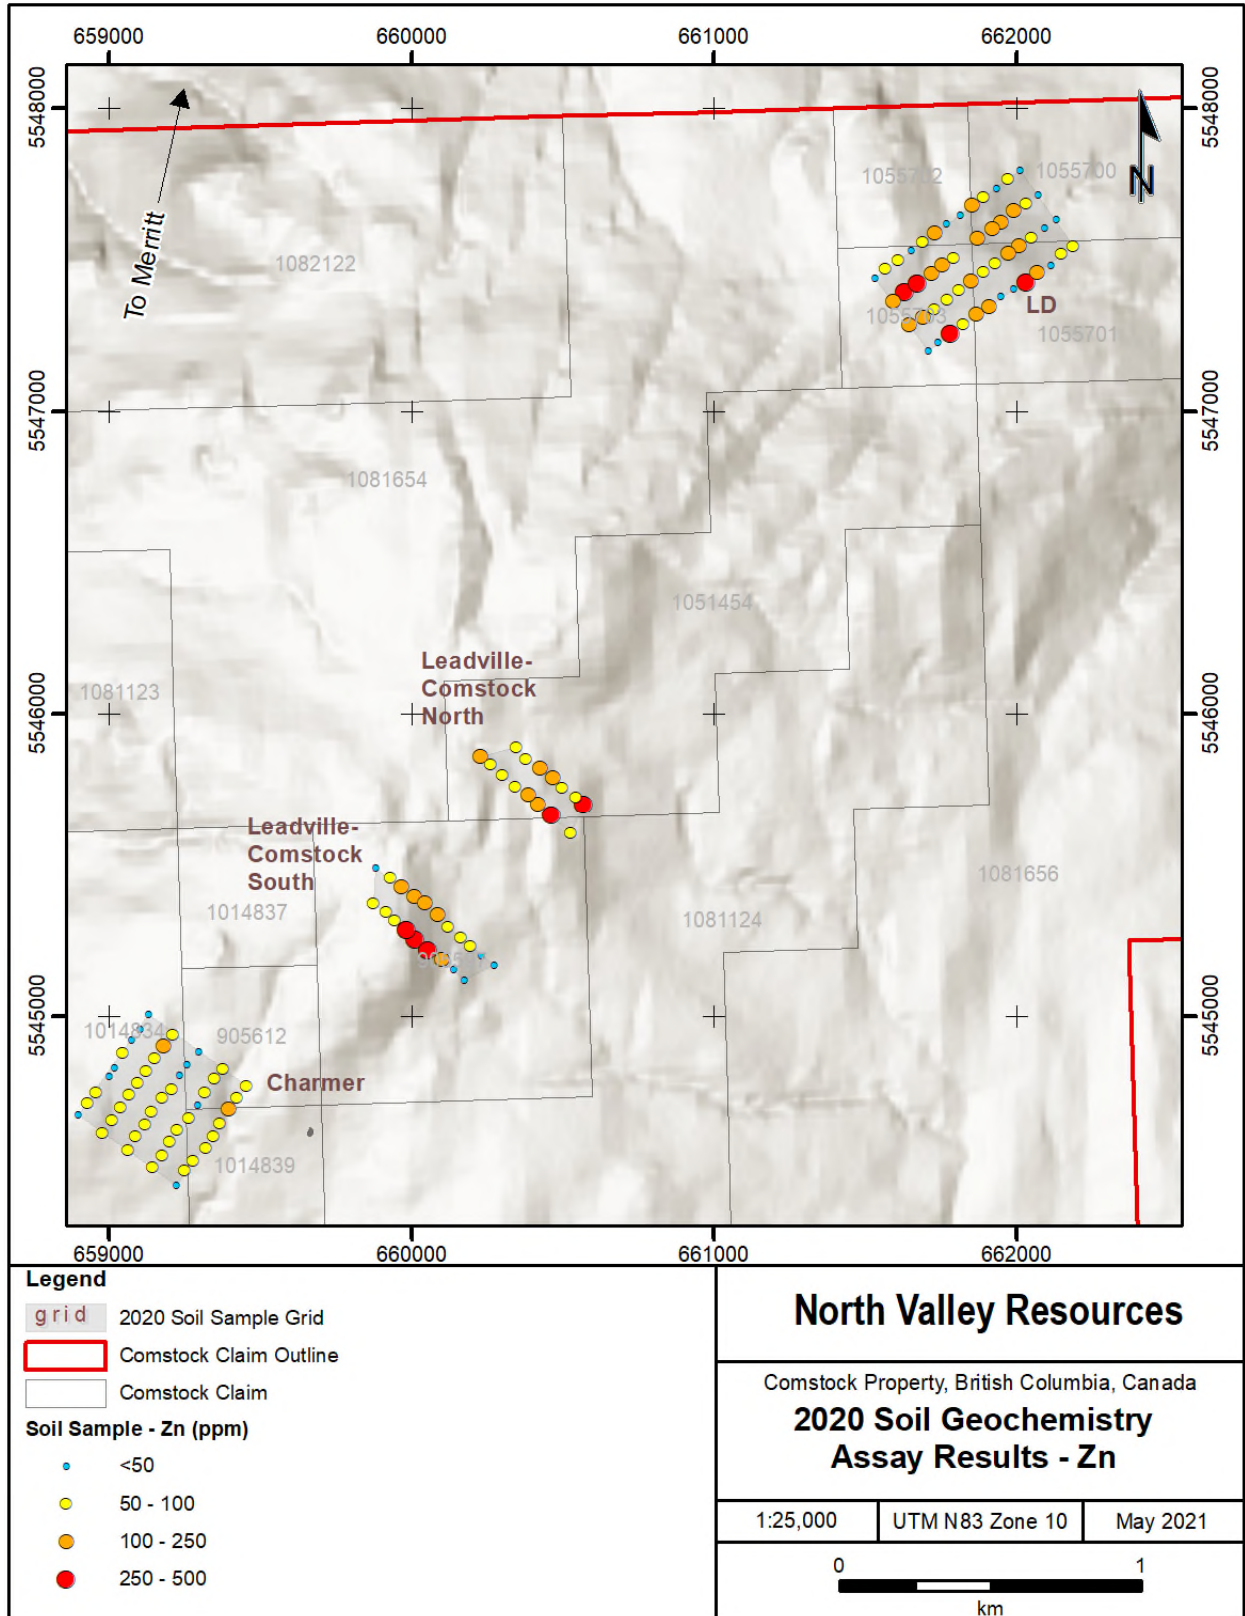 659000 660000 661000 662000
5548000 5548000
To Merritt
N
1055702 1055700
1082122
LD
1055703
1055701
5547000 5547000
1081654
1051454
Leadville-
Comstock
North
1081123
5546000 5546000
Leadville-
Comstock
South
1014837
1081656
1081124
5545000 5545000
1014834 905612
Charmer
1014839
659000 660000 661000 662000
Legend
grid 2020 Soil Sample Grid
Comstock Claim Outline
Comstock Claim
Soil Sample - Zn (ppm)
<50
50 - 100
100 - 250
250 - 500
North Valley Resources
Comstock Property, British Columbia, Canada
2020 Soil Geochemistry
Assay Results - Zn
1:25,000 UTM N83 Zone 10 May 2021
0 1
km